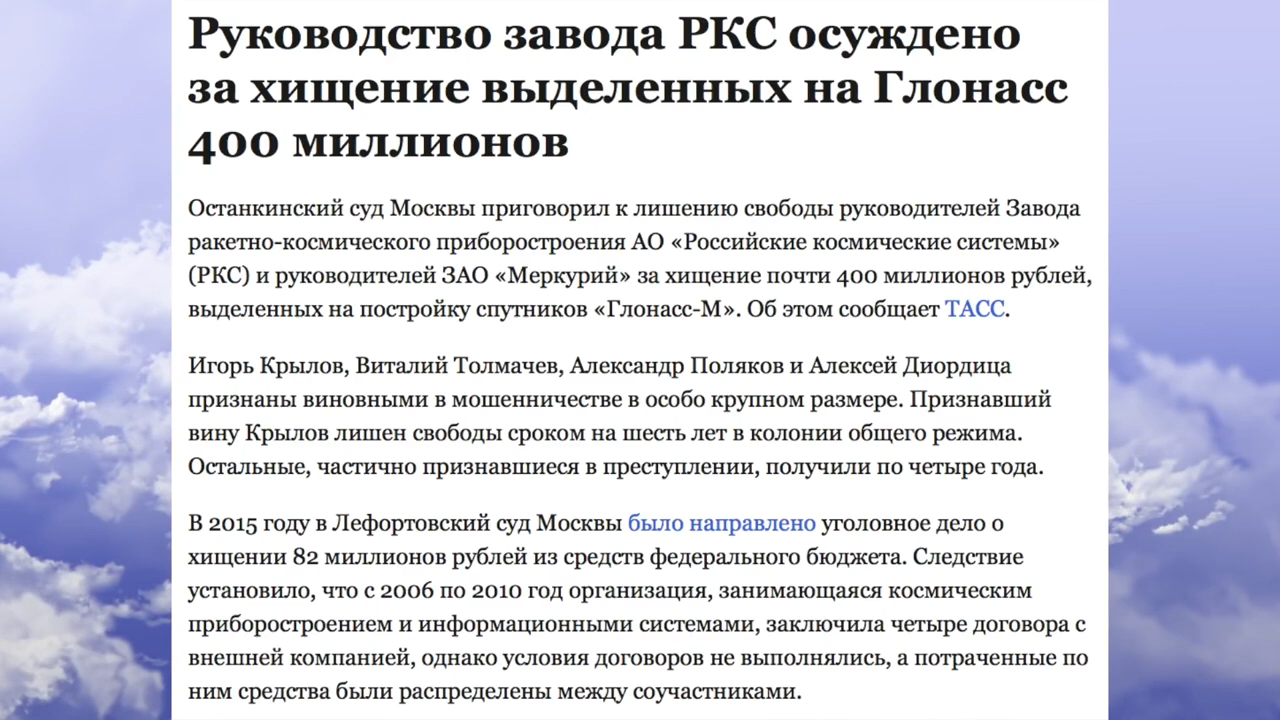 Руководство завода РКС осуждено
за хищение выделенных на Глонасс
400 миллионов
Останкинский суд Москвы приговорил к лишению свободы руководителей Завода
ракетно-космического приборостроения АО «Российские космические системы»
(РКС) и руководителей ЗАО «Меркурий» за хищение почти 400 миллионов рублей,
выделенных на постройку спутников «Глонасс-М». Об этом сообщает ТАСС.
Игорь Крылов, Виталий Толмачев, Александр Поляков и Алексей Диордица
признаны виновными в мошенничестве в особо крупном размере. Признавший
вину Крылов лишен свободы сроком на шесть лет в колонии общего режима.
Остальные, частично признавшиеся в преступлении, получили по четыре года.
В 2015 году в Лефортовский суд Москвы было направлено уголовное дело о
хищении 82 миллионов рублей из средств федерального бюджета. Следствие
установило, что с 2006 по 2010 год организация, занимающаяся космическим
приборостроением и информационными системами, заключила четыре договора с
внешней компанией, однако условия договоров не выполнялись, а потраченные по
ним средства были распределены между соучастниками.